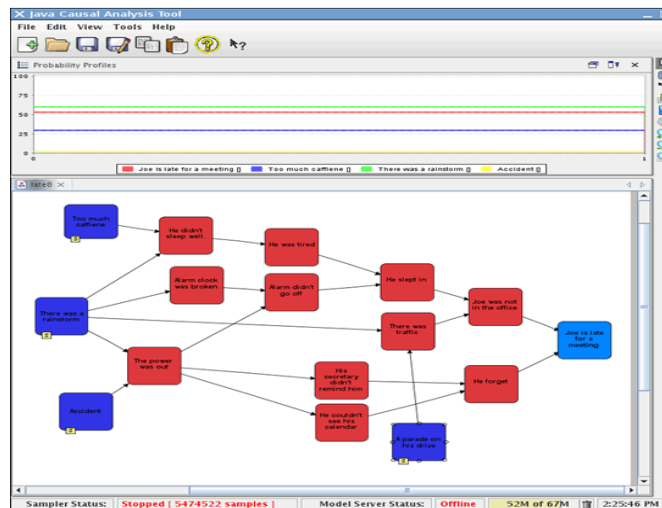 Java Causal Analysis Tool
File Edit View Tools Help
Probability Profiles
100
75
50
25
0
0
1
Joe is late for a meeting []
Too much caffiene []
There was a rainstorm []
Accident []
late8
Too much
caffiene
He didn't
sleep well.
He was tired
Alarm clock
was broken
Alarm didn't
go off
He slept in
Joe was not
in the office
There was a
rainstorm
There was
traffic
Joe is late
for a
meeting
The power
was out
His
secretary
didn't
remind him
He forget
Accident
He couldn't
see his
calendar
A parade on
his drive
Sampler Status: Stopped [ 5474522 samples ]
Model Server Status: Offline
52M of 67M
2:25:46 PM